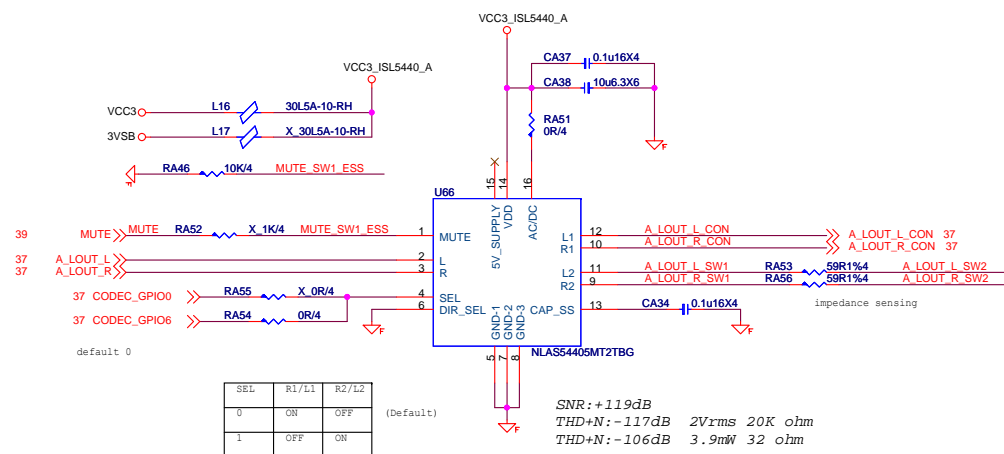 VCC3_ISL5440_A
CA37 0.1u16X4
VCC3_ISL5440_A
CA38 10u6.3X6
L16 30L5A-10-RH
VCC3
RA51
0R/4
L17 X_30L5A-10-RH
3VSB
F
RA46 10K/4 MUTE_SW1_ESS
F
15 14 16
U66
5V_SUPPLY
VDD
AC/DC
39 MUTE MUTE RA52 X_1K/4 MUTE_SW1_ESS 1 MUTE
L1 12 A_LOUT_L_CON A_LOUT_L_CON 37
R1 10 A_LOUT_R_CON A_LOUT_R_CON 37
37 A_LOUT_L 2 L
37 A_LOUT_R 3 R
L2 11 A_LOUT_L_SW1 RA53 59R1%4 A_LOUT_L_SW2
R2 9 A_LOUT_R_SW1 RA56 59R1%4 A_LOUT_R_SW2
37 CODEC_GPIO0 RA55 X_0R/4 4 SEL
impedance sensing
6 DIR_SEL
CAP_SS 13 CA34 0.1u16X4
37 CODEC_GPIO6 RA54 0R/4
F
F
GND-1
GND-2
GND-3
default 0
NLAS54405MT2TBG
5 7 8
SEL R1/L1 R2/L2
0 ON OFF (Default)
1 OFF ON
F
SNR:+119dB
THD+N:-117dB 2Vrms 20K ohm
THD+N:-106dB 3.9mW 32 ohm